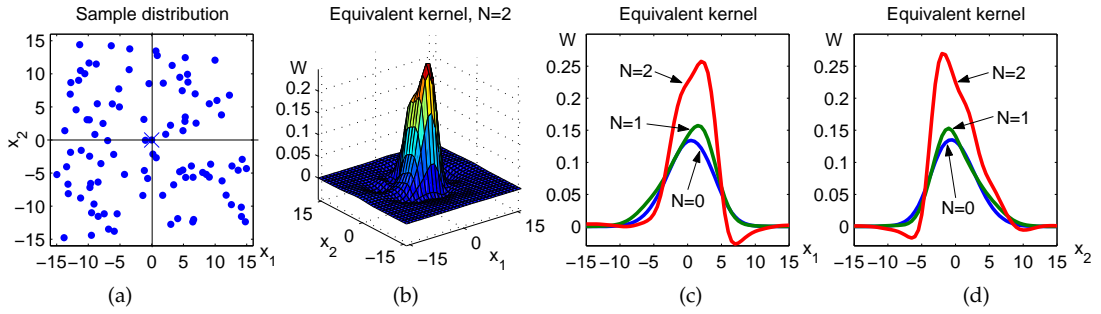 Sample distribution
15
10
5
0
−5
−10
−15
x2
−15 −10 −5 0 5 10 15
x1
(a)
Equivalent kernel, N=2
W
0.2
0.15
0.1
0.05
0
15
0
−15
x2
−15
0
15
x1
(b)
Equivalent kernel
W
0.25
0.2
0.15
0.1
0.05
0
N=2
N=1
N=0
−15 −10 −5 0 5 10 15
x1
(c)
Equivalent kernel
W
0.25
0.2
0.15
0.1
0.05
0
N=2
N=1
N=0
−15 −10 −5 0 5 10 15
x2
(d)